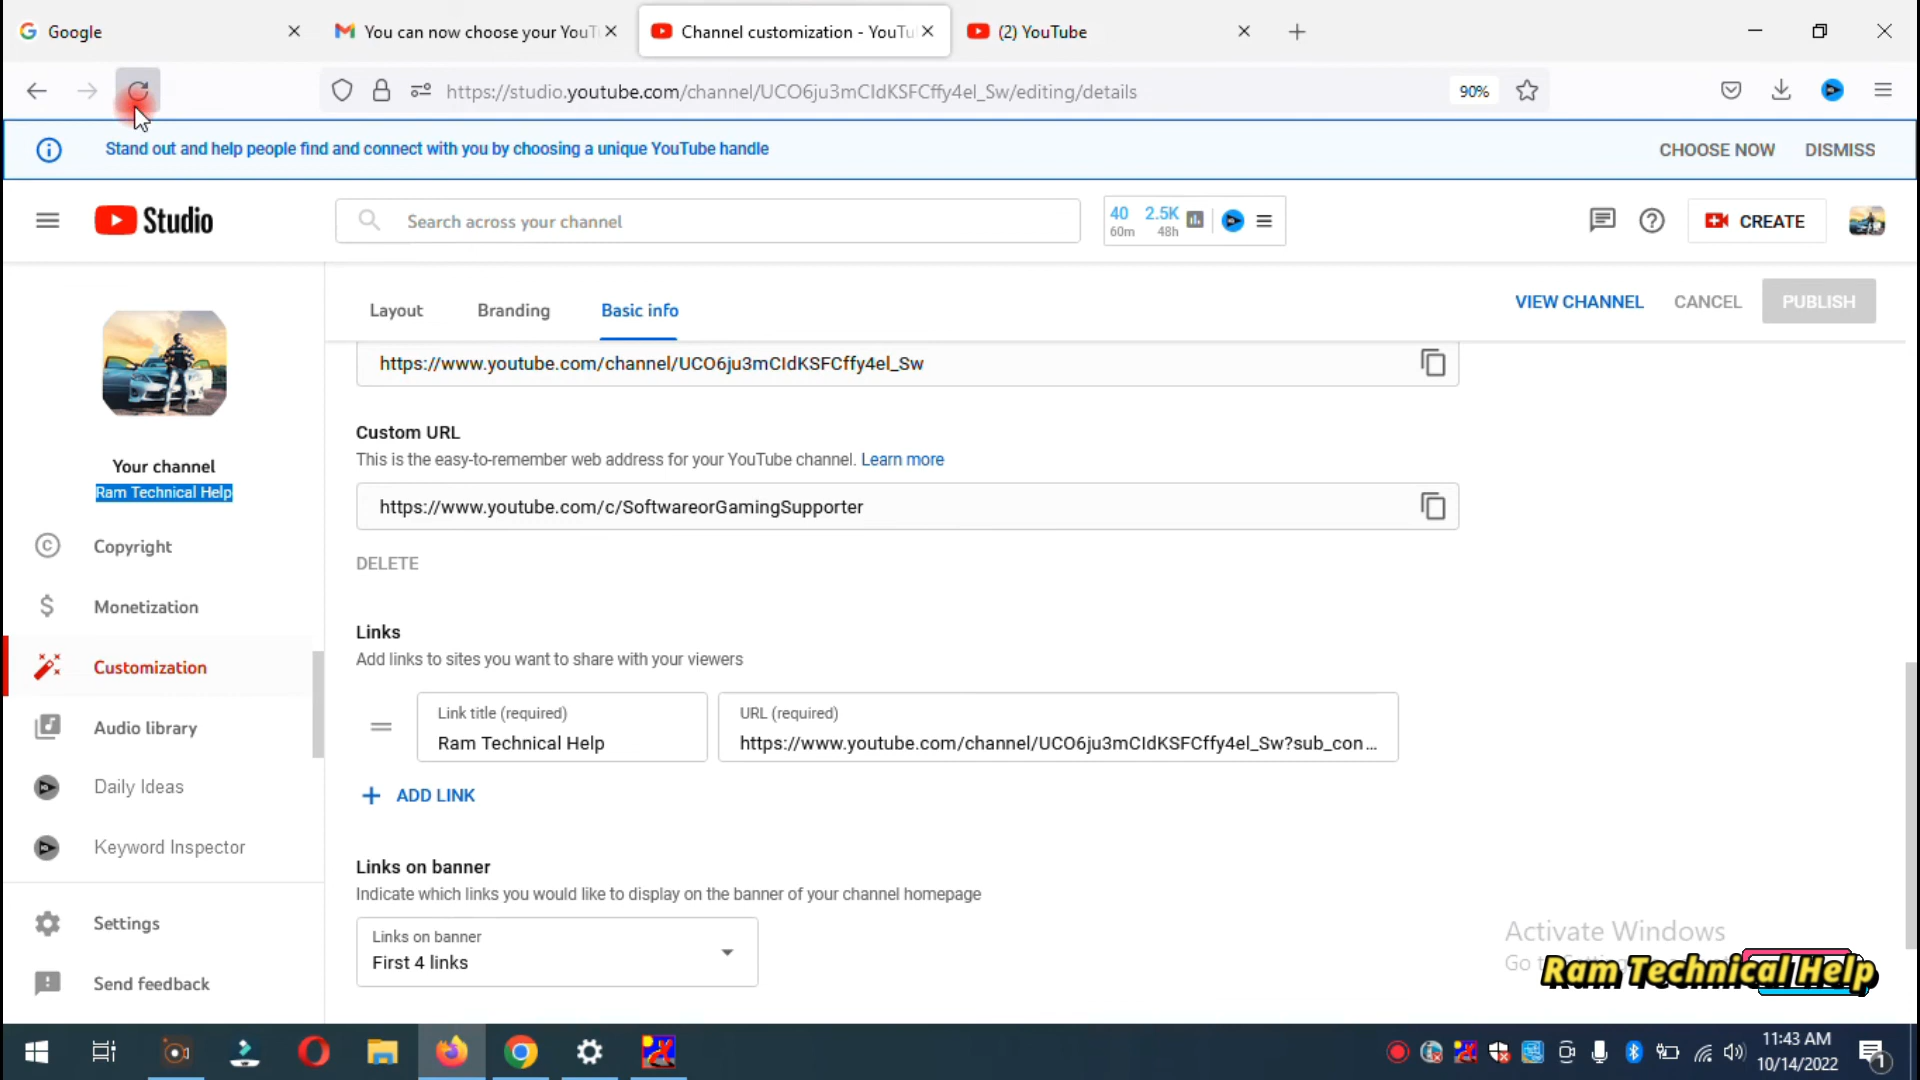 Google
You can now choose your YouT
Channel customization - YouTu
(2) YouTube
https://studio.youtube.com/channel/UCO6ju3mCIdKSFCffy4el_Sw/editing/details
90%
Stand out and help people find and connect with you by choosing a unique YouTube handle
CHOOSE NOW
DISMISS
Studio
Search across your channel
40 2.5K
60m 48h
CREATE
Layout
Branding
Basic info
VIEW CHANNEL
CANCEL
PUBLISH
https://www.youtube.com/channel/UCO6ju3mCIdKSFCffy4el_Sw
Custom URL
This is the easy-to-remember web address for your YouTube channel. Learn more
https://www.youtube.com/c/SoftwareorGamingSupporter
DELETE
Your channel
Ram Technical Help
Copyright
Monetization
Customization
Audio library
Daily Ideas
Keyword Inspector
Settings
Send feedback
Links
Add links to sites you want to share with your viewers
Link title (required)
Ram Technical Help
URL (required)
https://www.youtube.com/channel/UCO6ju3mCIdKSFCffy4el_Sw?sub_con...
ADD LINK
Links on banner
Indicate which links you would like to display on the banner of your channel homepage
Links on banner
First 4 links
Activate Windows
Go t
Ram Technical Help
11:43 AM
10/14/2022
1